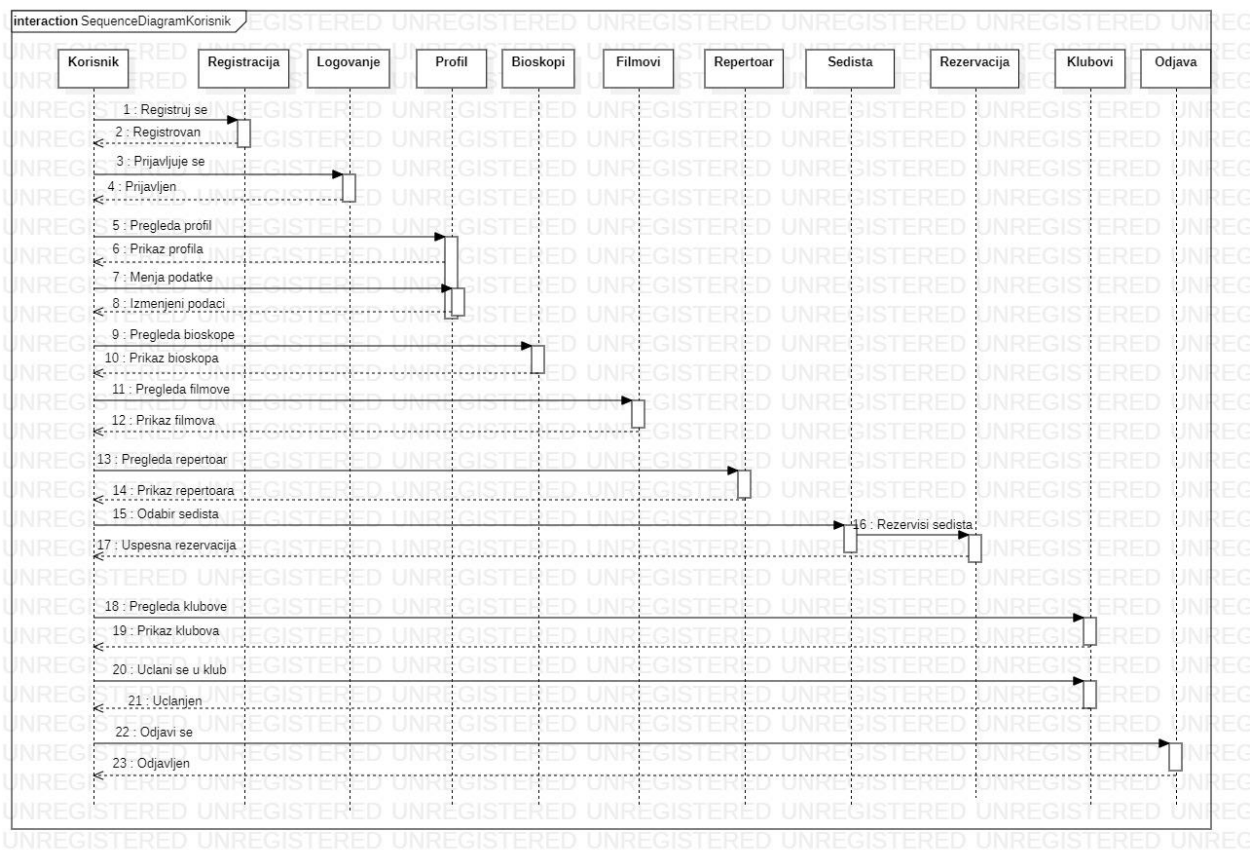 interaction SequenceDiagramKorisnik
Korisnik
Registracija
Logovanje
Profil
Bioskopi
Filmovi
Repertoar
Sedista
Rezervacija
Klubovi
Odjava
1 : Registruj se
2 : Registrovan
3 : Prijavljuje se
4 : Prijavljen
5 : Pregleda profil
6 : Prikaz profila
7 : Menja podatke
8 : Izmenjeni podaci
9 : Pregleda bioskope
10 : Prikaz bioskopa
11 : Pregleda filmove
12 : Prikaz filmova
13 : Pregleda repertoar
14 : Prikaz repertoara
15 : Odabir sedista
16 : Rezervisi sedista
17 : Uspesna rezervacija
18 : Pregleda klubove
19 : Prikaz klubova
20 : Uclani se u klub
21 : Uclanjen
22 : Odjavi se
23 : Odjavljen
UNREGISTERED